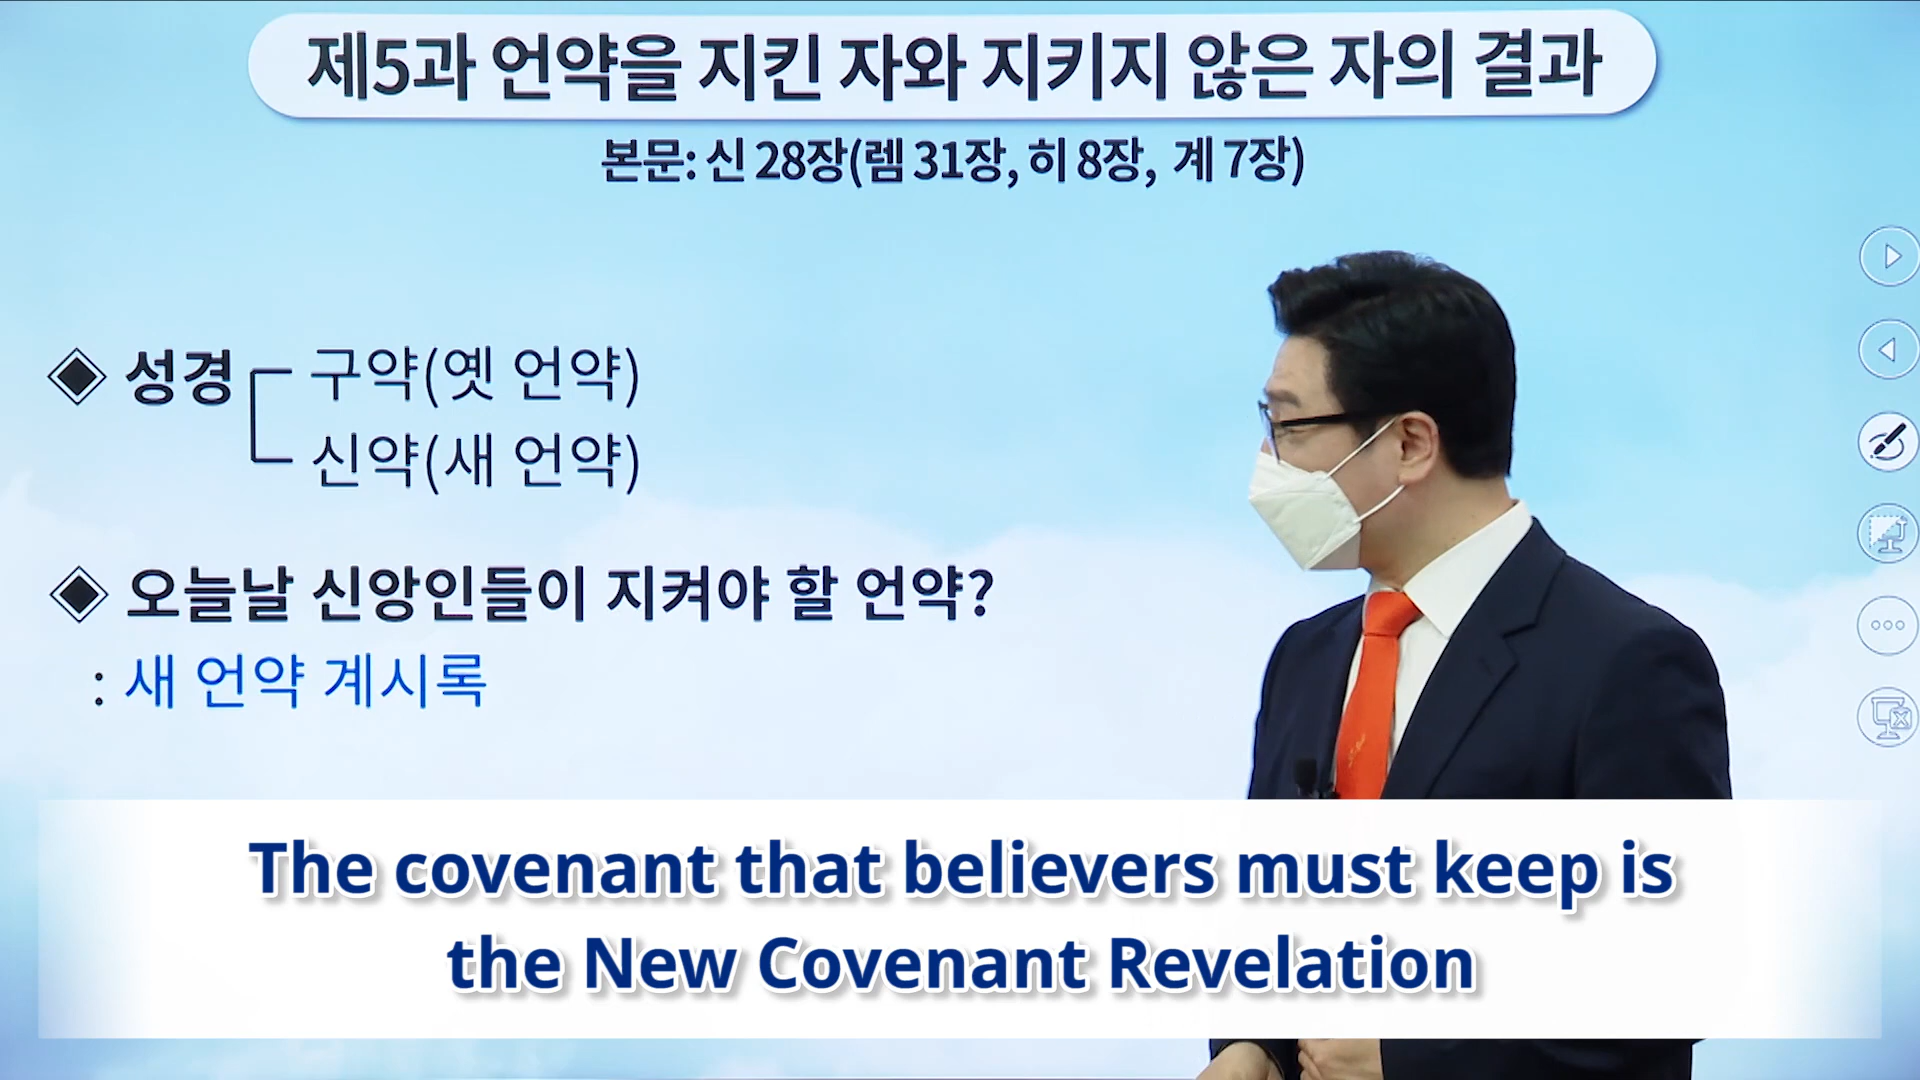 제5과 언약을 지킨 자와 지키지 않은 자의 결과
본문: 신 28장(렘 31장, 히 8장, 계 7장)
◈ 성경
구약(옛 언약)
신약(새 언약)
◈ 오늘날 신앙인들이 지켜야 할 언약?
: 새 언약 계시록
The covenant that believers must keep is
the New Covenant Revelation